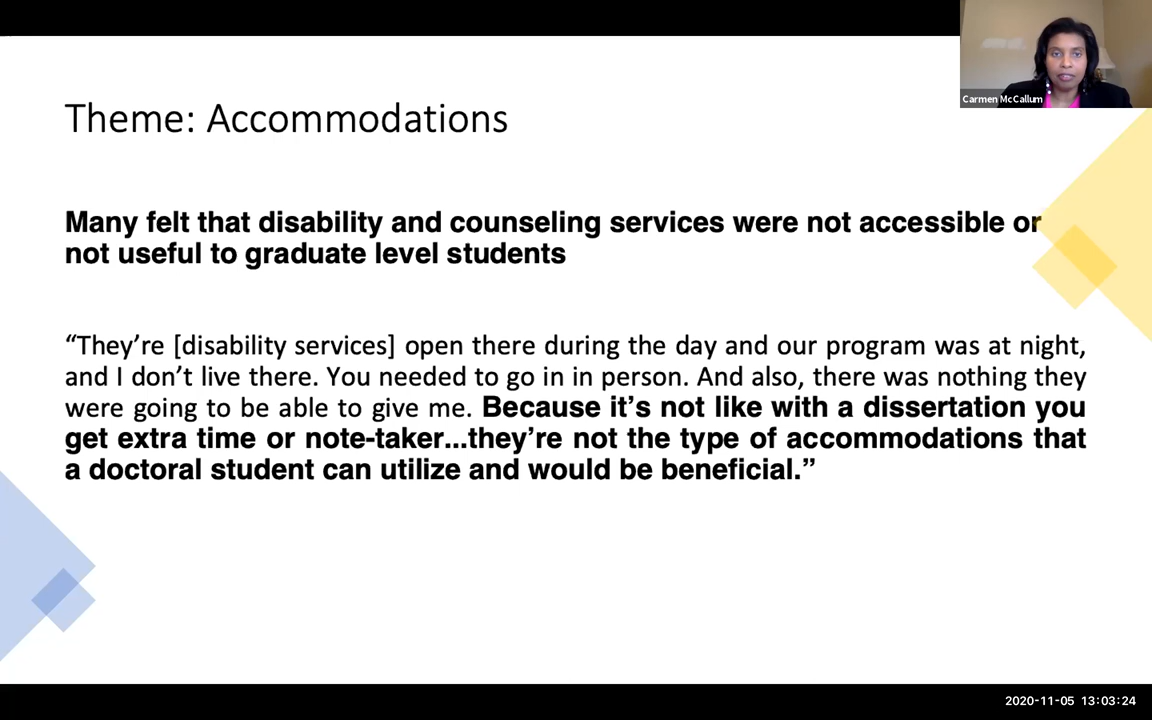 Carmen McCallum
Theme: Accommodations
Many felt that disability and counseling services were not accessible or
not useful to graduate level students
“They’re [disability services] open there during the day and our program was at night,
and I don’t live there. You needed to go in in person. And also, there was nothing they
were going to be able to give me. Because it’s not like with a dissertation you
get extra time or note-taker...they’re not the type of accommodations that
a doctoral student can utilize and would be beneficial.”
2020-11-05 13:03:24